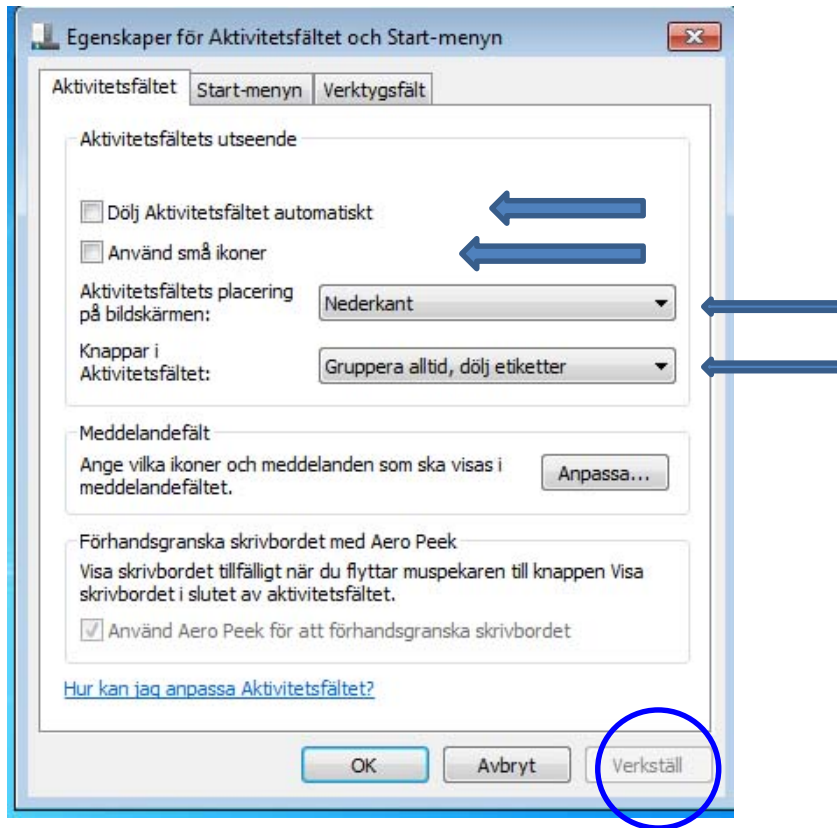 Egenskaper för Aktivitetsfältet och Start-menyn
Aktivitetsfältet Start-menyn Verktygsfält
Aktivitetsfältets utseende
Dölj Aktivitetsfältet automatiskt
Använd små ikoner
Aktivitetsfältets placering
på bildskärmen:
Nederkant
Knappar i
Aktivitetsfältet:
Gruppera alltid, dölj etiketter
Meddelandefält
Ange vilka ikoner och meddelanden som ska visas i
meddelandefältet.
Anpassa...
Förhandsgranska skrivbordet med Aero Peek
Visa skrivbordet tillfälligt när du flyttar muspekaren till knappen Visa
skrivbordet i slutet av aktivitetsfältet.
Använd Aero Peek för att förhandsgranska skrivbordet
Hur kan jag anpassa Aktivitetsfältet?
OK Avbryt Verkställ